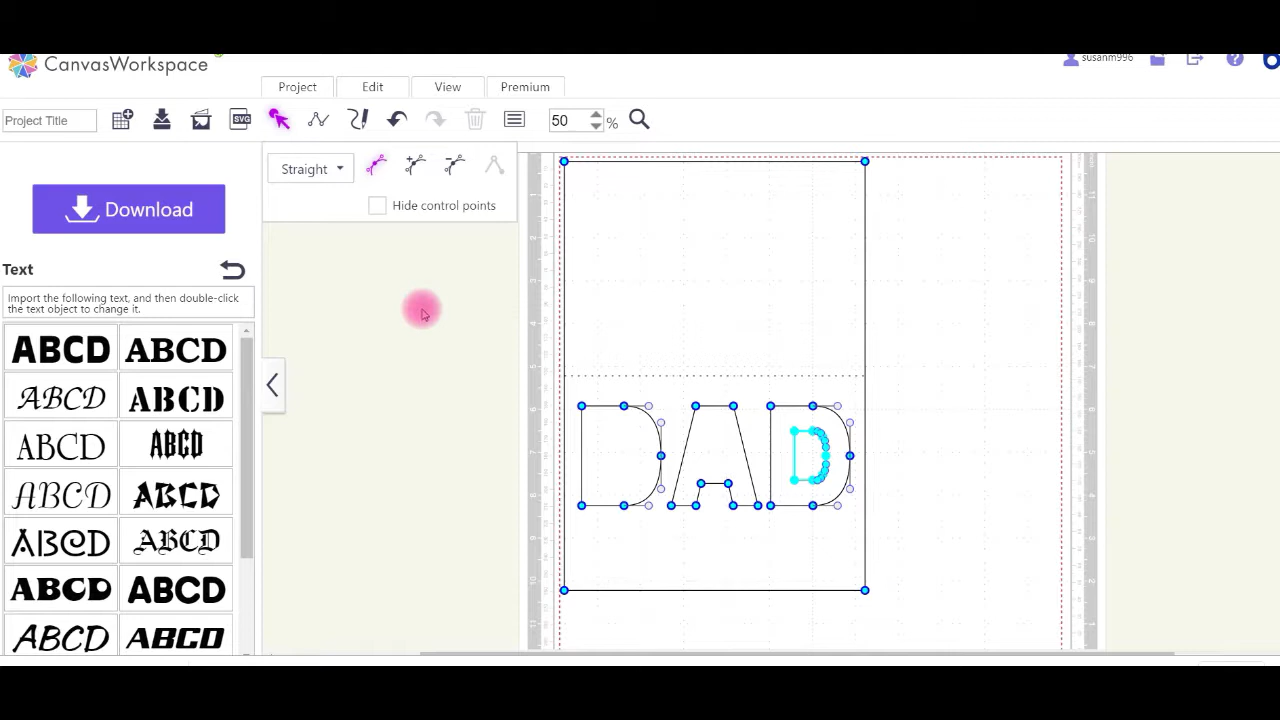 CanvasWorkspace
susanm996
Project Edit View Premium
Project Title SVG 50 %
Straight
Hide control points
Download
Text
Import the following text, and then double-click
the text object to change it.
ABCD ABCD
ABCD ABCD
ABCD ABCD
ABCD ABCD
ABCD ABCD
ABCD ABCD
ABCD ABCD
DAD